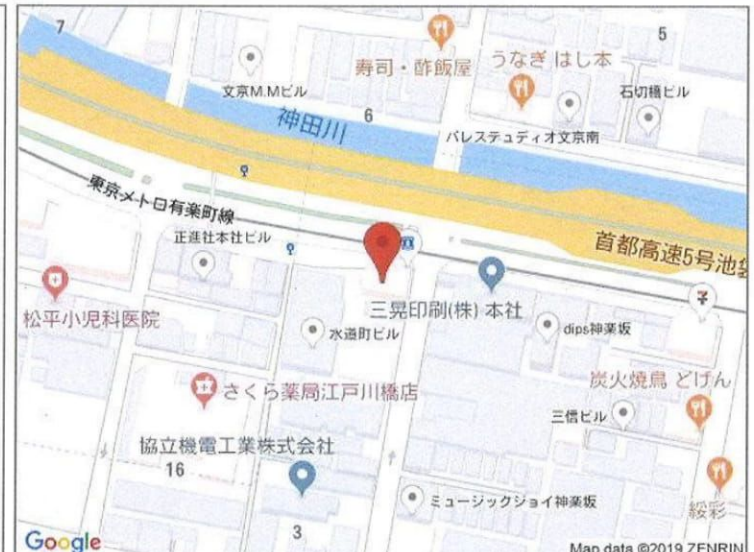 7
5
寿司・酢飯屋
うなぎ はし本
文京M.Mビル
石切橋ビル
6
神田川
パレステュディオ文京南
東京メトロ有楽町線
正進社本社ビル
首都高速5号池袋
三晃印刷(株) 本社
松平小児科医院
水道町ビル
dips神楽坂
さくら薬局江戸川橋店
炭火焼鳥 どげん
三信ビル
協立機電工業株式会社
16
ミュージックジョイ神楽坂
綏彩
3
Google
Map data ©2019 ZENRIN